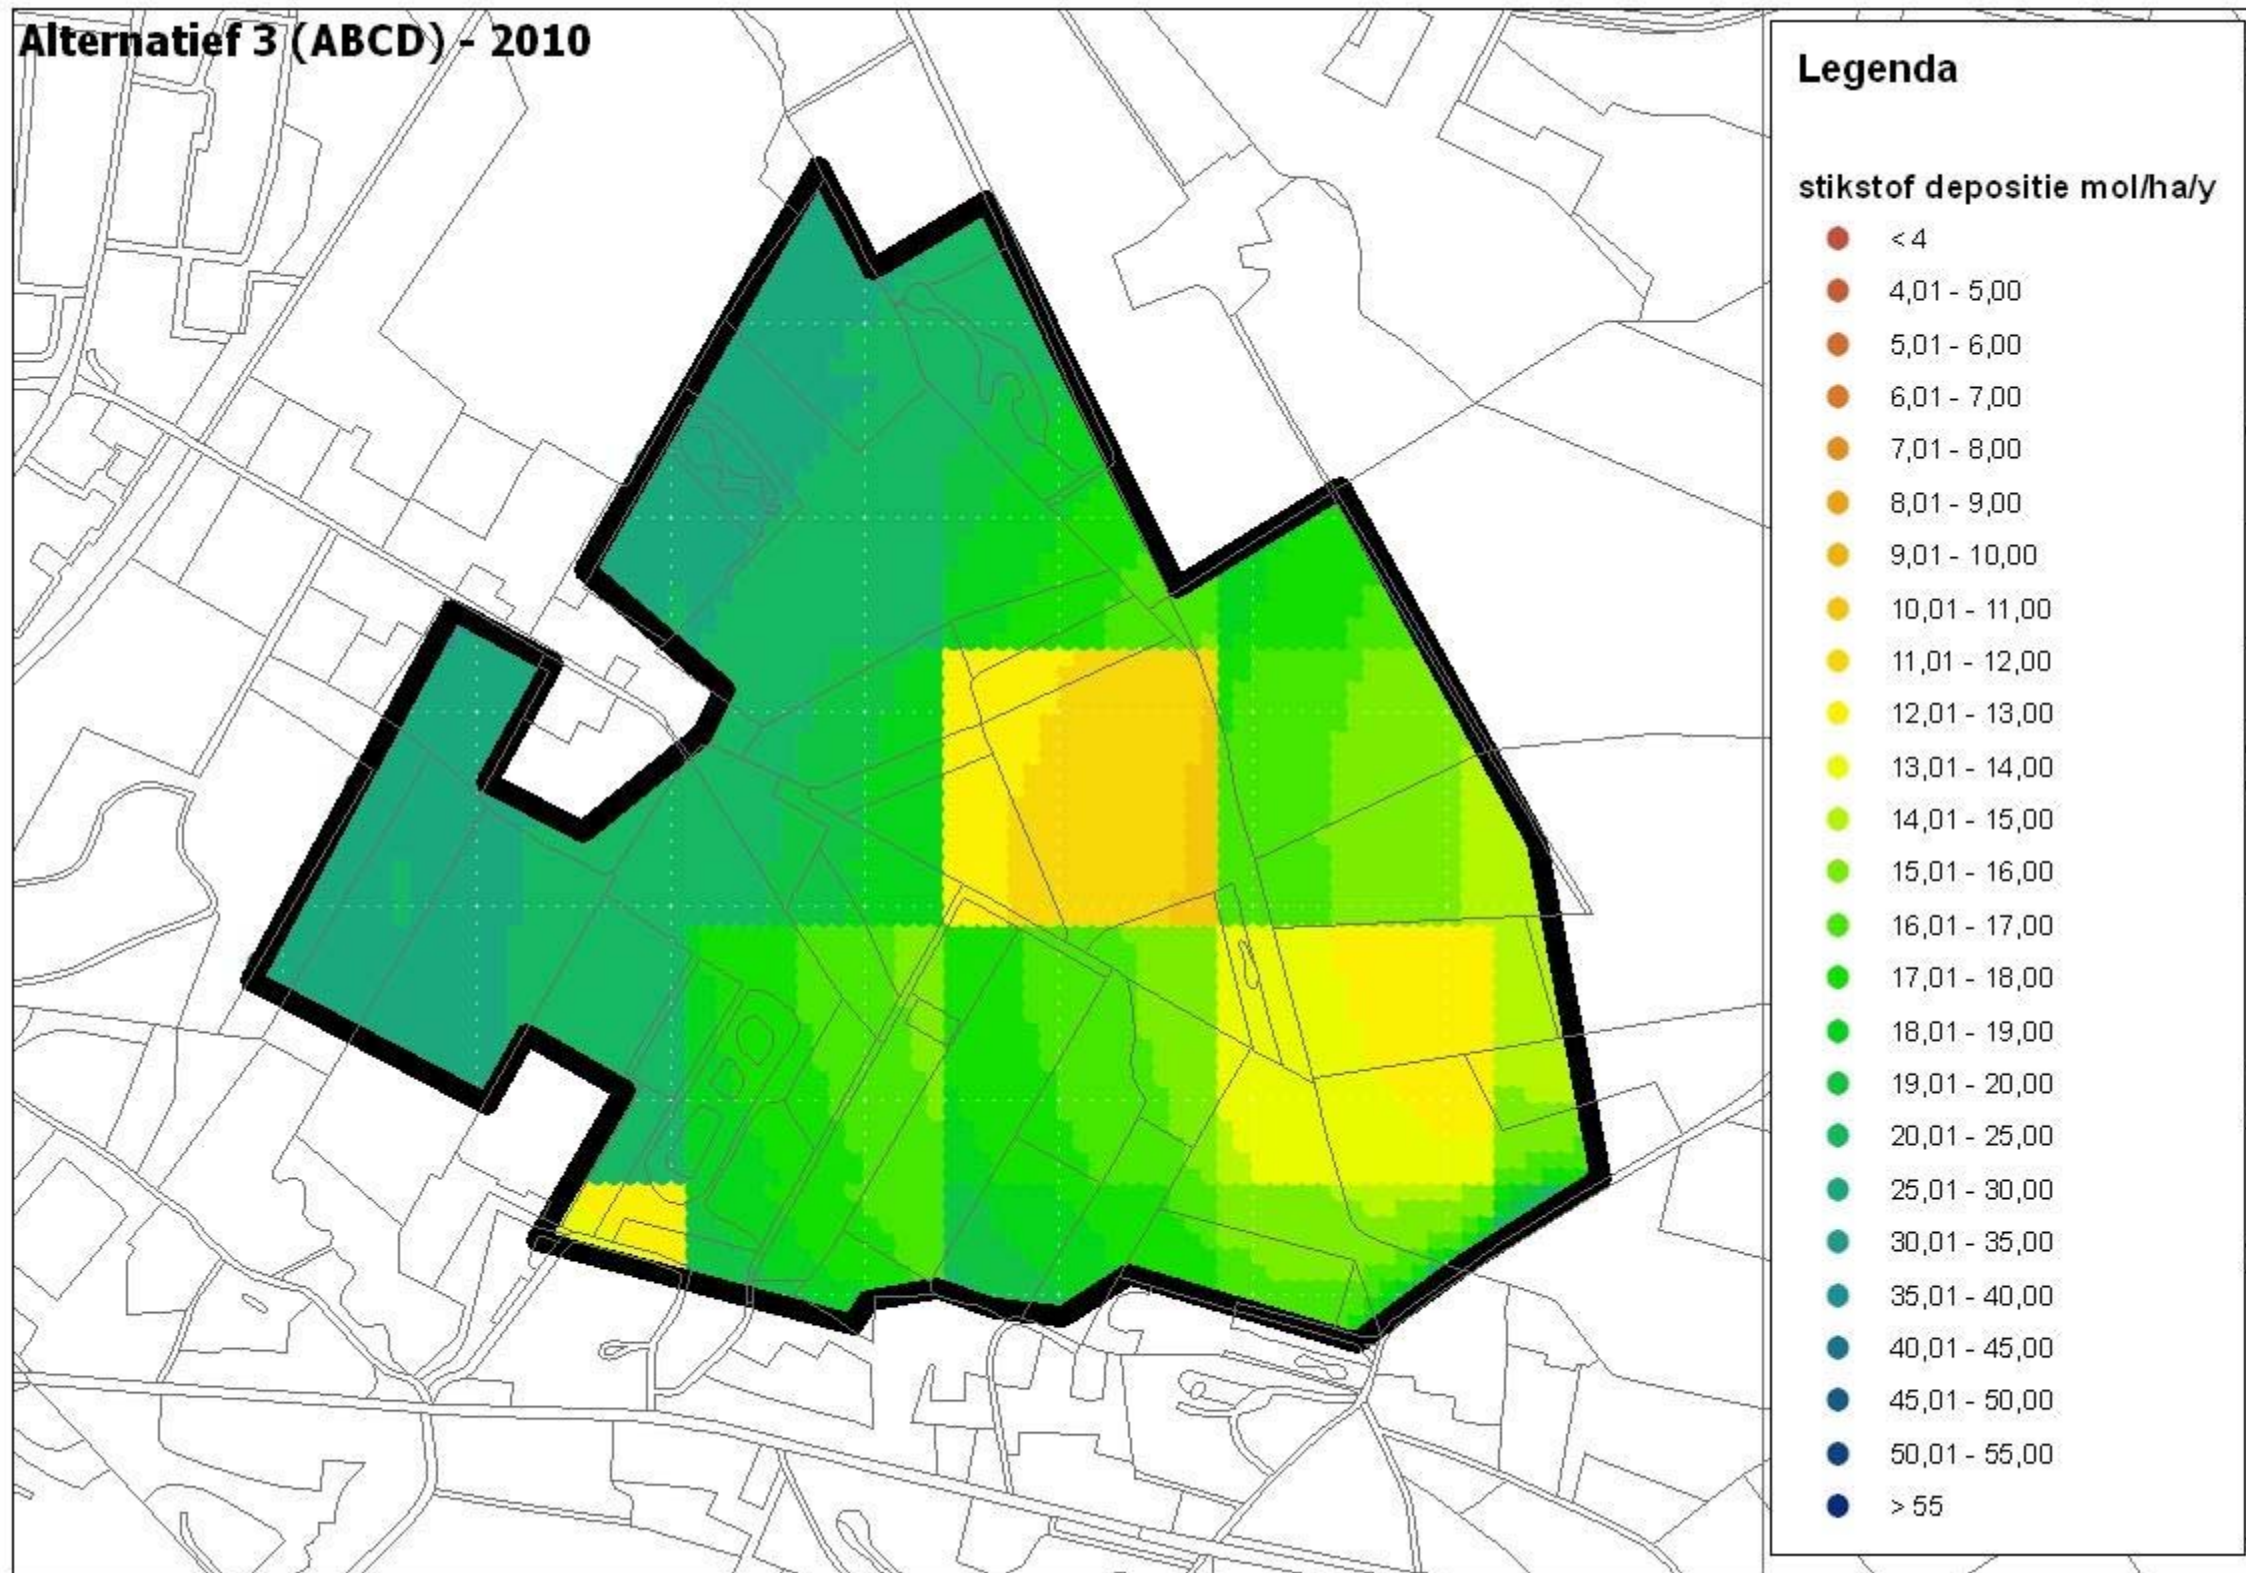 Alternatief 3 (ABCD) - 2010
Legenda
stikstof depositie mol/ha/y
< 4
4,01 - 5,00
5,01 - 6,00
6,01 - 7,00
7,01 - 8,00
8,01 - 9,00
9,01 - 10,00
10,01 - 11,00
11,01 - 12,00
12,01 - 13,00
13,01 - 14,00
14,01 - 15,00
15,01 - 16,00
16,01 - 17,00
17,01 - 18,00
18,01 - 19,00
19,01 - 20,00
20,01 - 25,00
25,01 - 30,00
30,01 - 35,00
35,01 - 40,00
40,01 - 45,00
45,01 - 50,00
50,01 - 55,00
> 55